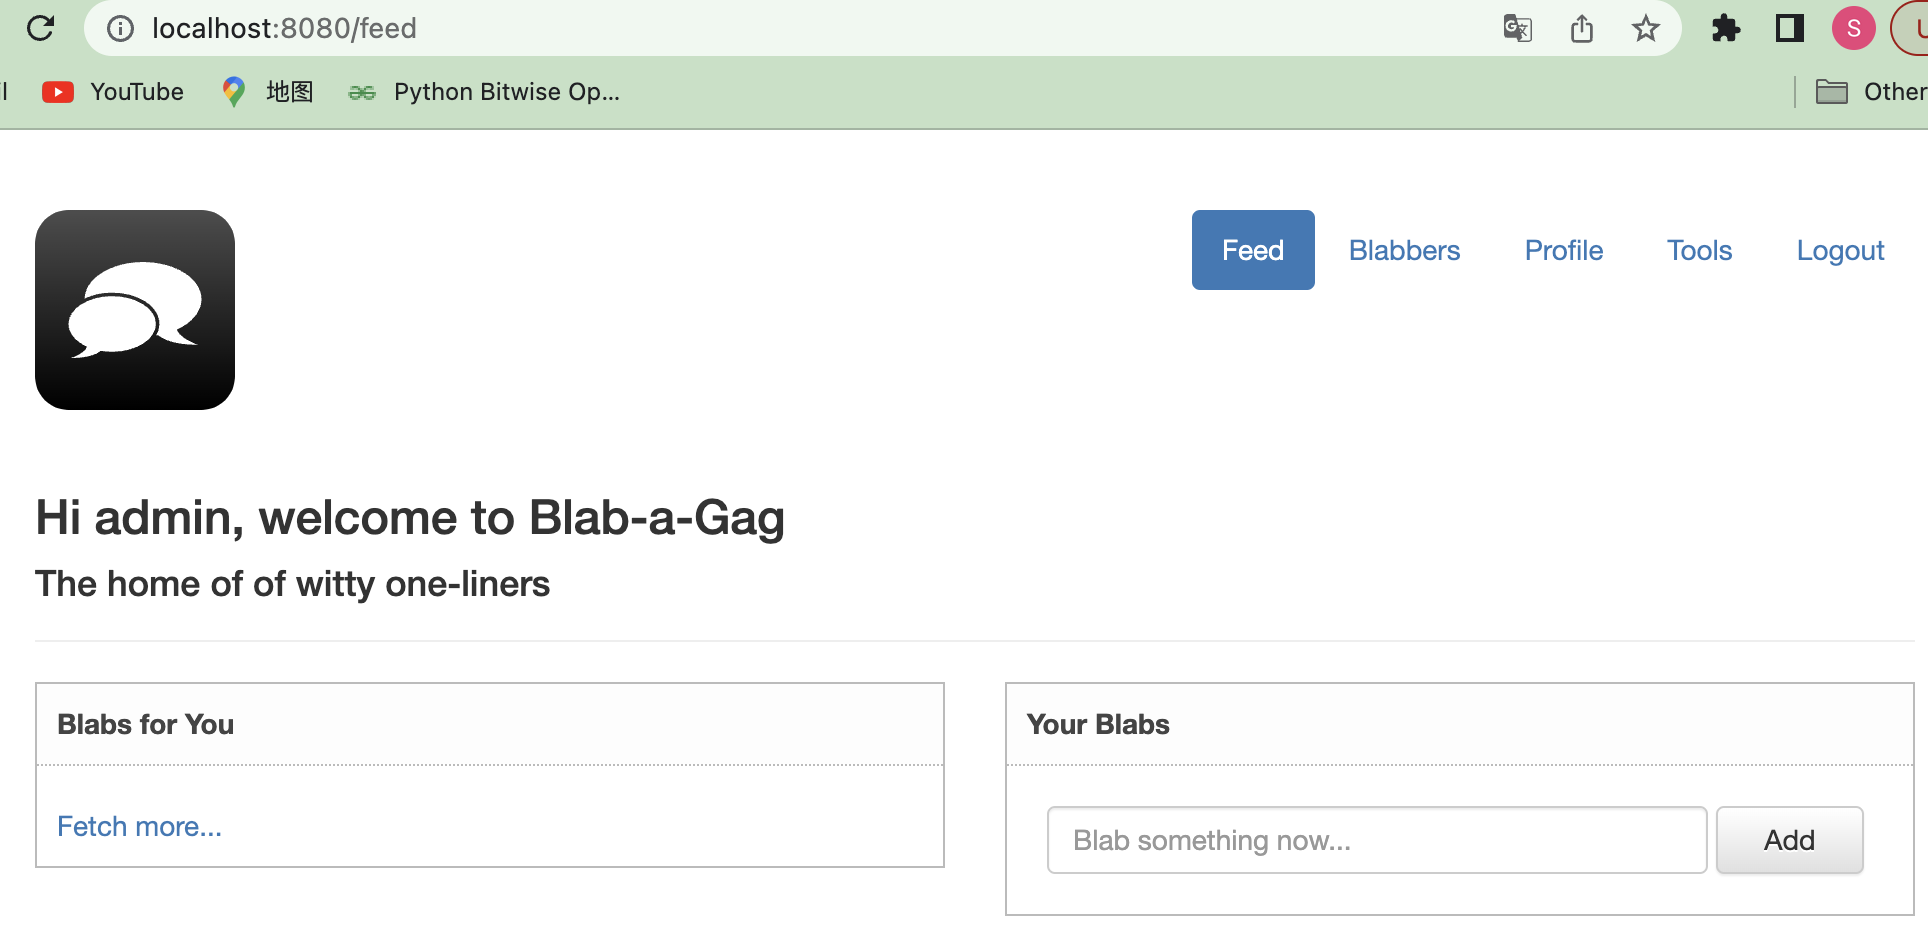 localhost:8080/feed
S
YouTube
地图
Python Bitwise Op...
Other
Feed
Blabbers
Profile
Tools
Logout
Hi admin, welcome to Blab-a-Gag
The home of of witty one-liners
Blabs for You
Fetch more...
Your Blabs
Blab something now...
Add